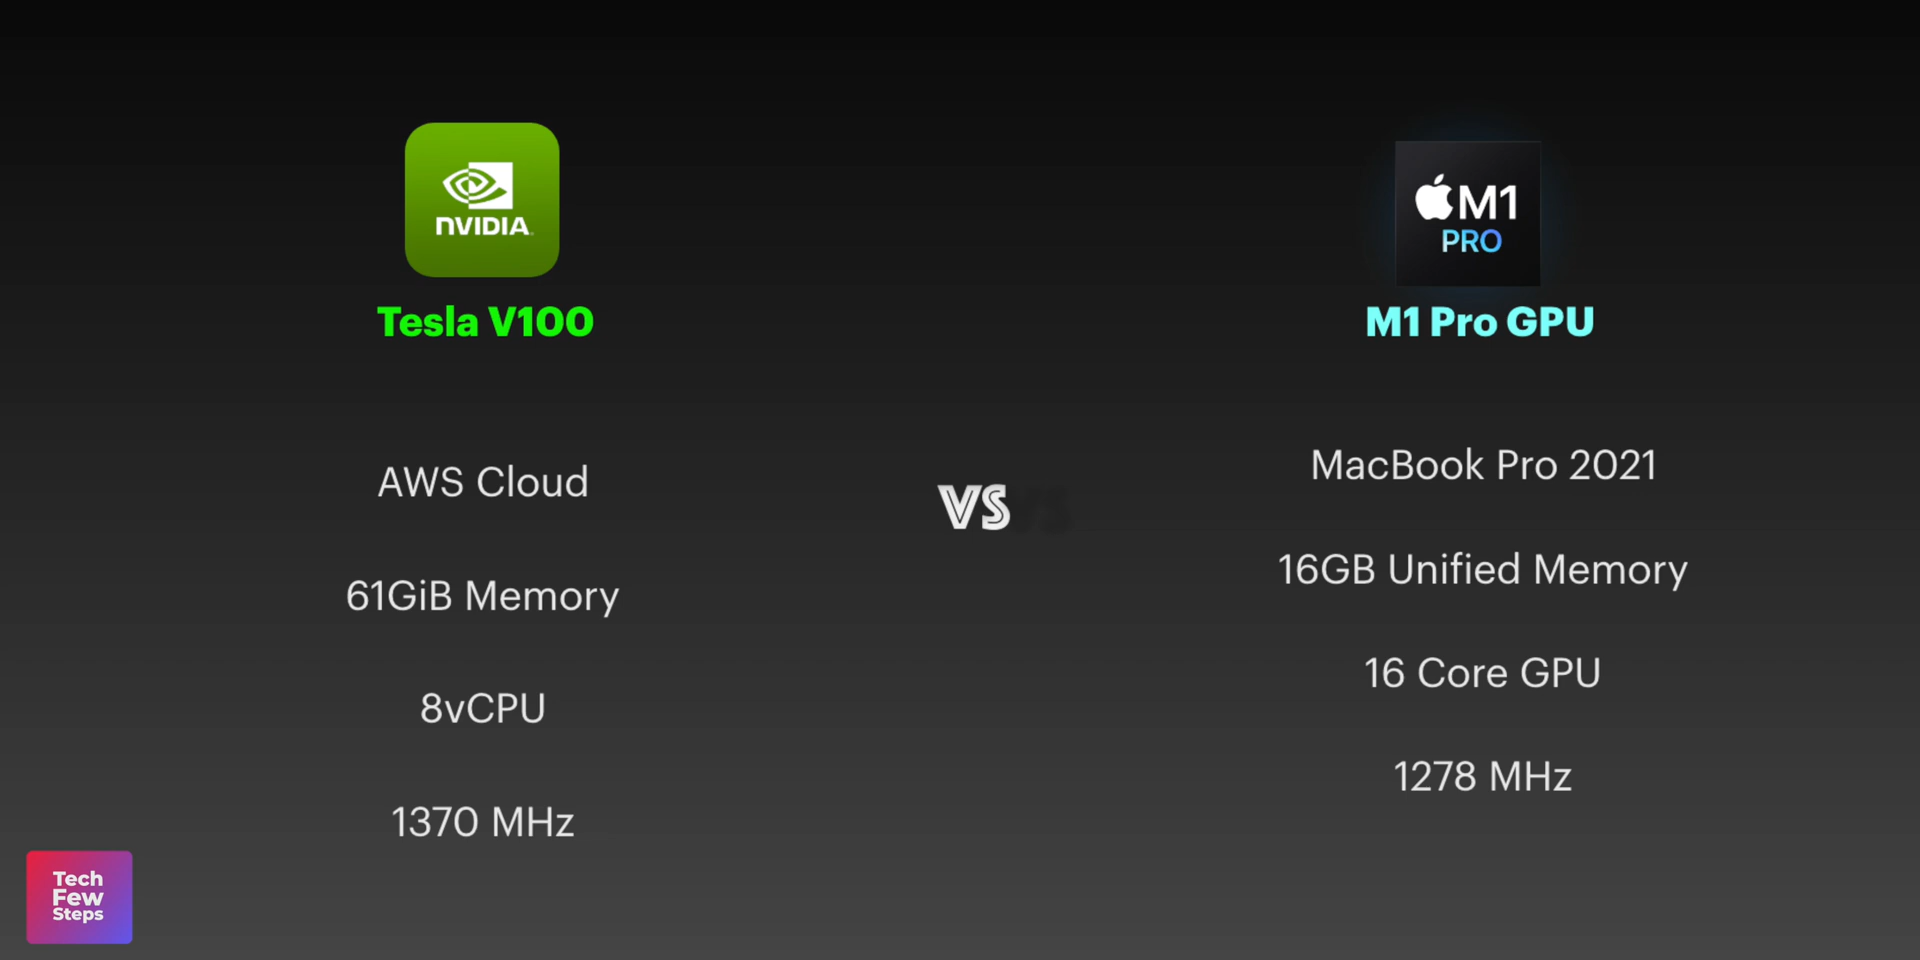 NVIDIA
Tesla V100
AWS Cloud
61GiB Memory
8vCPU
1370 MHz
VS
M1
PRO
M1 Pro GPU
MacBook Pro 2021
16GB Unified Memory
16 Core GPU
1278 MHz
Tech
Few
Steps